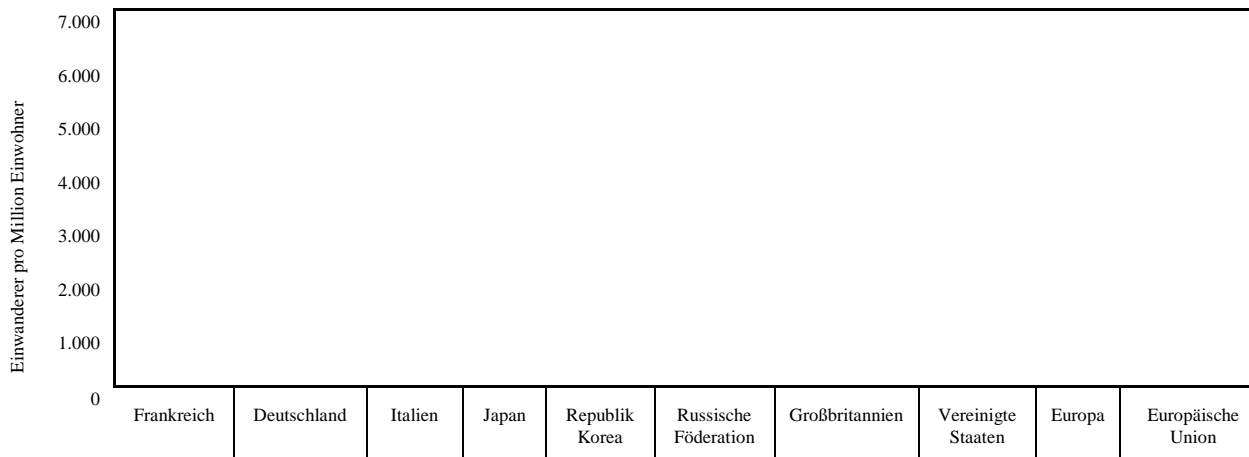 7.000
6.000
5.000
4.000
3.000
2.000
1.000
0
Einwanderer pro Million Einwohner
Frankreich
Deutschland
Italien
Japan
Republik
Korea
Russische
Föderation
Großbritannien
Vereinigte
Staaten
Europa
Europäische
Union